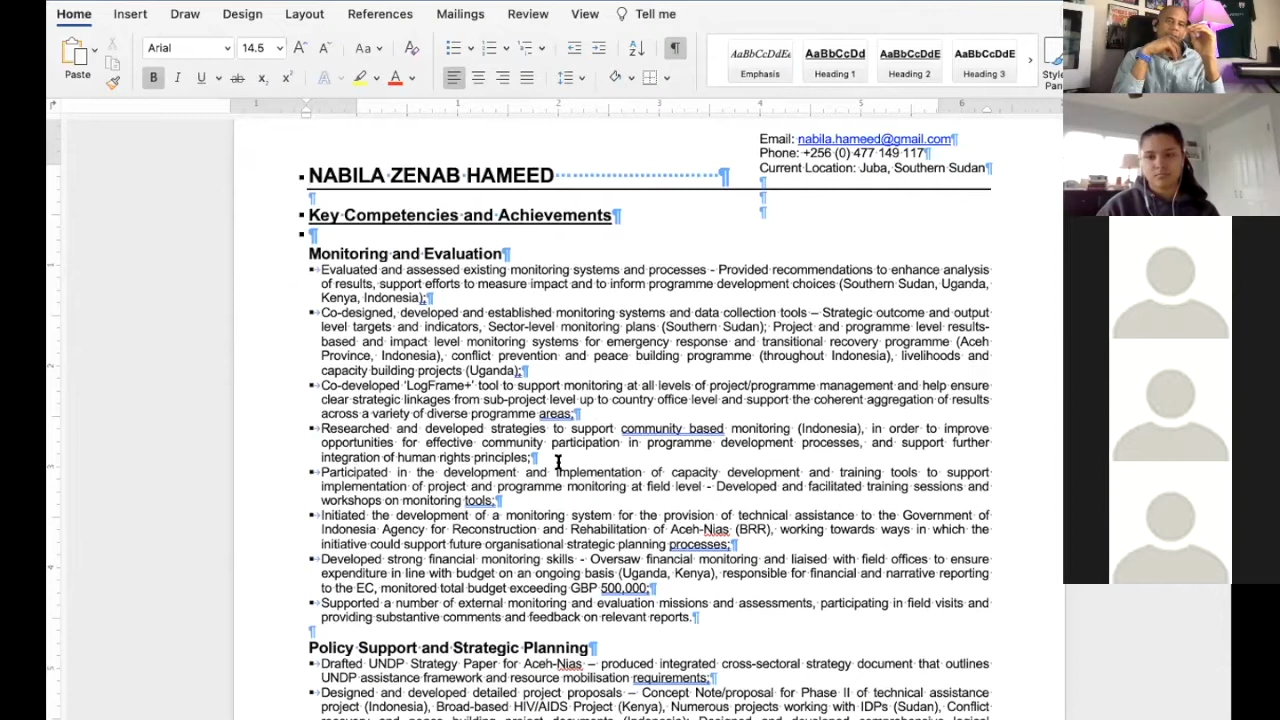 Home Insert Draw Design Layout References Mailings Review View Tell me
Paste
Arial 14.5
AaBbCcDdEe AaBbCcDd AaBbCcDdE AaBbCcDdE
Emphasis Heading 1 Heading 2 Heading 3
Email: nabila.hameed@gmail.com
Phone: +256 (0) 477 149 117
Current Location: Juba, Southern Sudan
NABILA ZENAB HAMEED
Key Competencies and Achievements
Monitoring and Evaluation
Evaluated and assessed existing monitoring systems and processes - Provided recommendations to enhance analysis
of results, support efforts to measure impact and to inform programme development choices (Southern Sudan, Uganda,
Kenya, Indonesia);
Co-designed, developed and established monitoring systems and data collection tools – Strategic outcome and output
level targets and indicators, Sector-level monitoring plans (Southern Sudan); Project and programme level results-
based and impact level monitoring systems for emergency response and transitional recovery programme (Aceh
Province, Indonesia), conflict prevention and peace building programme (throughout Indonesia), livelihoods and
capacity building projects (Uganda);
Co-developed 'LogFrame+' tool to support monitoring at all levels of project/programme management and help ensure
clear strategic linkages from sub-project level up to country office level and support the coherent aggregation of results
across a variety of diverse programme areas;
Researched and developed strategies to support community based monitoring (Indonesia), in order to improve
opportunities for effective community participation in programme development processes, and support further
integration of human rights principles;
Participated in the development and implementation of capacity development and training tools to support
implementation of project and programme monitoring at field level - Developed and facilitated training sessions and
workshops on monitoring tools;
Initiated the development of a monitoring system for the provision of technical assistance to the Government of
Indonesia Agency for Reconstruction and Rehabilitation of Aceh-Nias (BRR), working towards ways in which the
initiative could support future organisational strategic planning processes;
Developed strong financial monitoring skills - Oversaw financial monitoring and liaised with field offices to ensure
expenditure in line with budget on an ongoing basis (Uganda, Kenya), responsible for financial and narrative reporting
to the EC, monitored total budget exceeding GBP 500,000;
Supported a number of external monitoring and evaluation missions and assessments, participating in field visits and
providing substantive comments and feedback on relevant reports.
Policy Support and Strategic Planning
Drafted UNDP Strategy Paper for Aceh-Nias – produced integrated cross-sectoral strategy document that outlines
UNDP assistance framework and resource mobilisation requirements;
Designed and developed detailed project proposals – Concept Note/proposal for Phase II of technical assistance
project (Indonesia), Broad-based HIV/AIDS Project (Kenya), Numerous projects working with IDPs (Sudan), Conflict